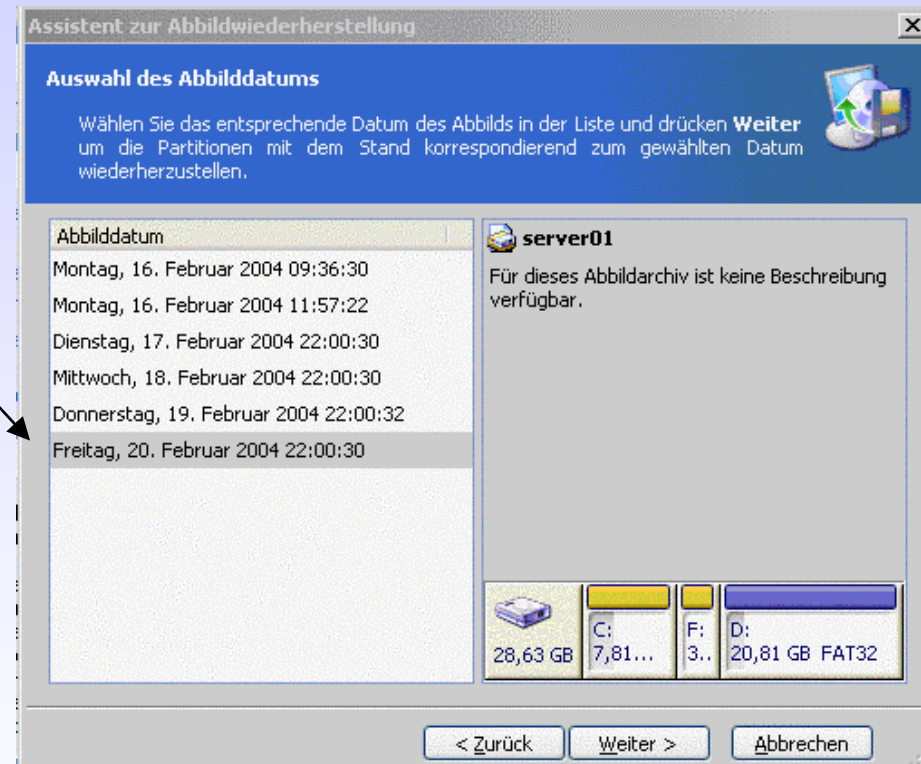 Assistent zur Abbildwiederherstellung
Auswahl des Abbilddatums
Wählen Sie das entsprechende Datum des Abbilds in der Liste und drücken Weiter
um die Partitionen mit dem Stand korrespondierend zum gewählten Datum
wiederherzustellen.
Abbilddatum
Montag, 16. Februar 2004 09:36:30
Montag, 16. Februar 2004 11:57:22
Dienstag, 17. Februar 2004 22:00:30
Mittwoch, 18. Februar 2004 22:00:30
Donnerstag, 19. Februar 2004 22:00:32
Freitag, 20. Februar 2004 22:00:30
server01
Für dieses Abbildarchiv ist keine Beschreibung
verfügbar.
C: F: D:
28,63 GB 7,81... 3.. 20,81 GB FAT32
< Zurück Weiter > Abbrechen